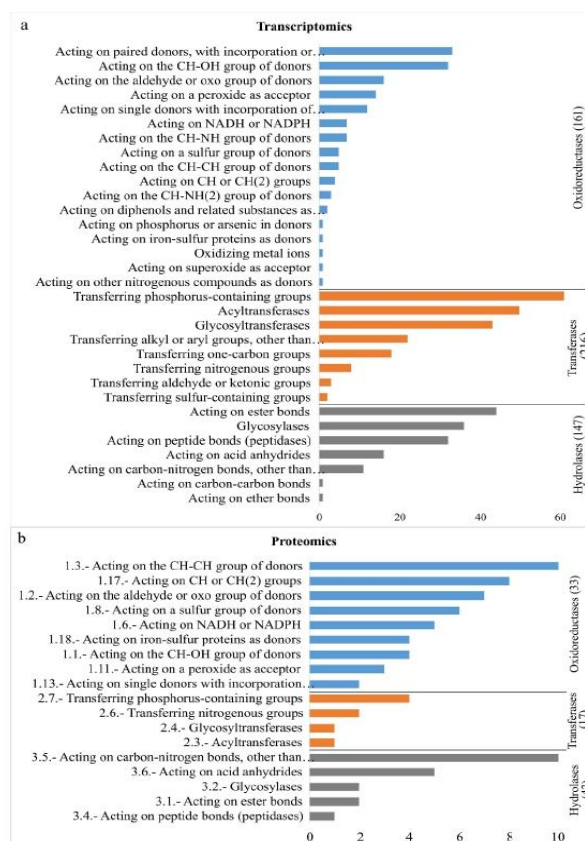 a
Transcriptomics
Acting on paired donors, with incorporation or…
Acting on the CH-OH group of donors
Acting on the aldehyde or oxo group of donors
Acting on a peroxide as acceptor
Acting on single donors with incorporation of…
Acting on NADH or NADPH
Acting on the CH-NH group of donors
Acting on a sulfur group of donors
Acting on the CH-CH group of donors
Acting on CH or CH(2) groups
Acting on the CH-NH(2) group of donors
Acting on diphenols and related substances as…
Acting on phosphorus or arsenic in donors
Acting on iron-sulfur proteins as donors
Oxidizing metal ions
Acting on superoxide as acceptor
Acting on other nitrogenous compounds as donors
Oxidoreductases (161)
Transferring phosphorus-containing groups
Acyltransferases
Glycosyltransferases
Transferring alkyl or aryl groups, other than…
Transferring one-carbon groups
Transferring nitrogenous groups
Transferring aldehyde or ketonic groups
Transferring sulfur-containing groups
Transferases
(216)
Acting on ester bonds
Glycosylases
Acting on peptide bonds (peptidases)
Acting on acid anhydrides
Acting on carbon-nitrogen bonds, other than…
Acting on carbon-carbon bonds
Acting on ether bonds
Hydrolases (147)
0 20 40 60
b
Proteomics
1.3.- Acting on the CH-CH group of donors
1.17.- Acting on CH or CH(2) groups
1.2.- Acting on the aldehyde or oxo group of donors
1.8.- Acting on a sulfur group of donors
1.6.- Acting on NADH or NADPH
1.18.- Acting on iron-sulfur proteins as donors
1.1.- Acting on the CH-OH group of donors
1.11.- Acting on a peroxide as acceptor
1.13.- Acting on single donors with incorporation…
Oxidoreductases (33)
2.7.- Transferring phosphorus-containing groups
2.6.- Transferring nitrogenous groups
2.4.- Glycosyltransferases
2.3.- Acyltransferases
Transferases
(17)
3.5.- Acting on carbon-nitrogen bonds, other than…
3.6.- Acting on acid anhydrides
3.2.- Glycosylases
3.1.- Acting on ester bonds
3.4.- Acting on peptide bonds (peptidases)
Hydrolases
0 2 4 6 8 10